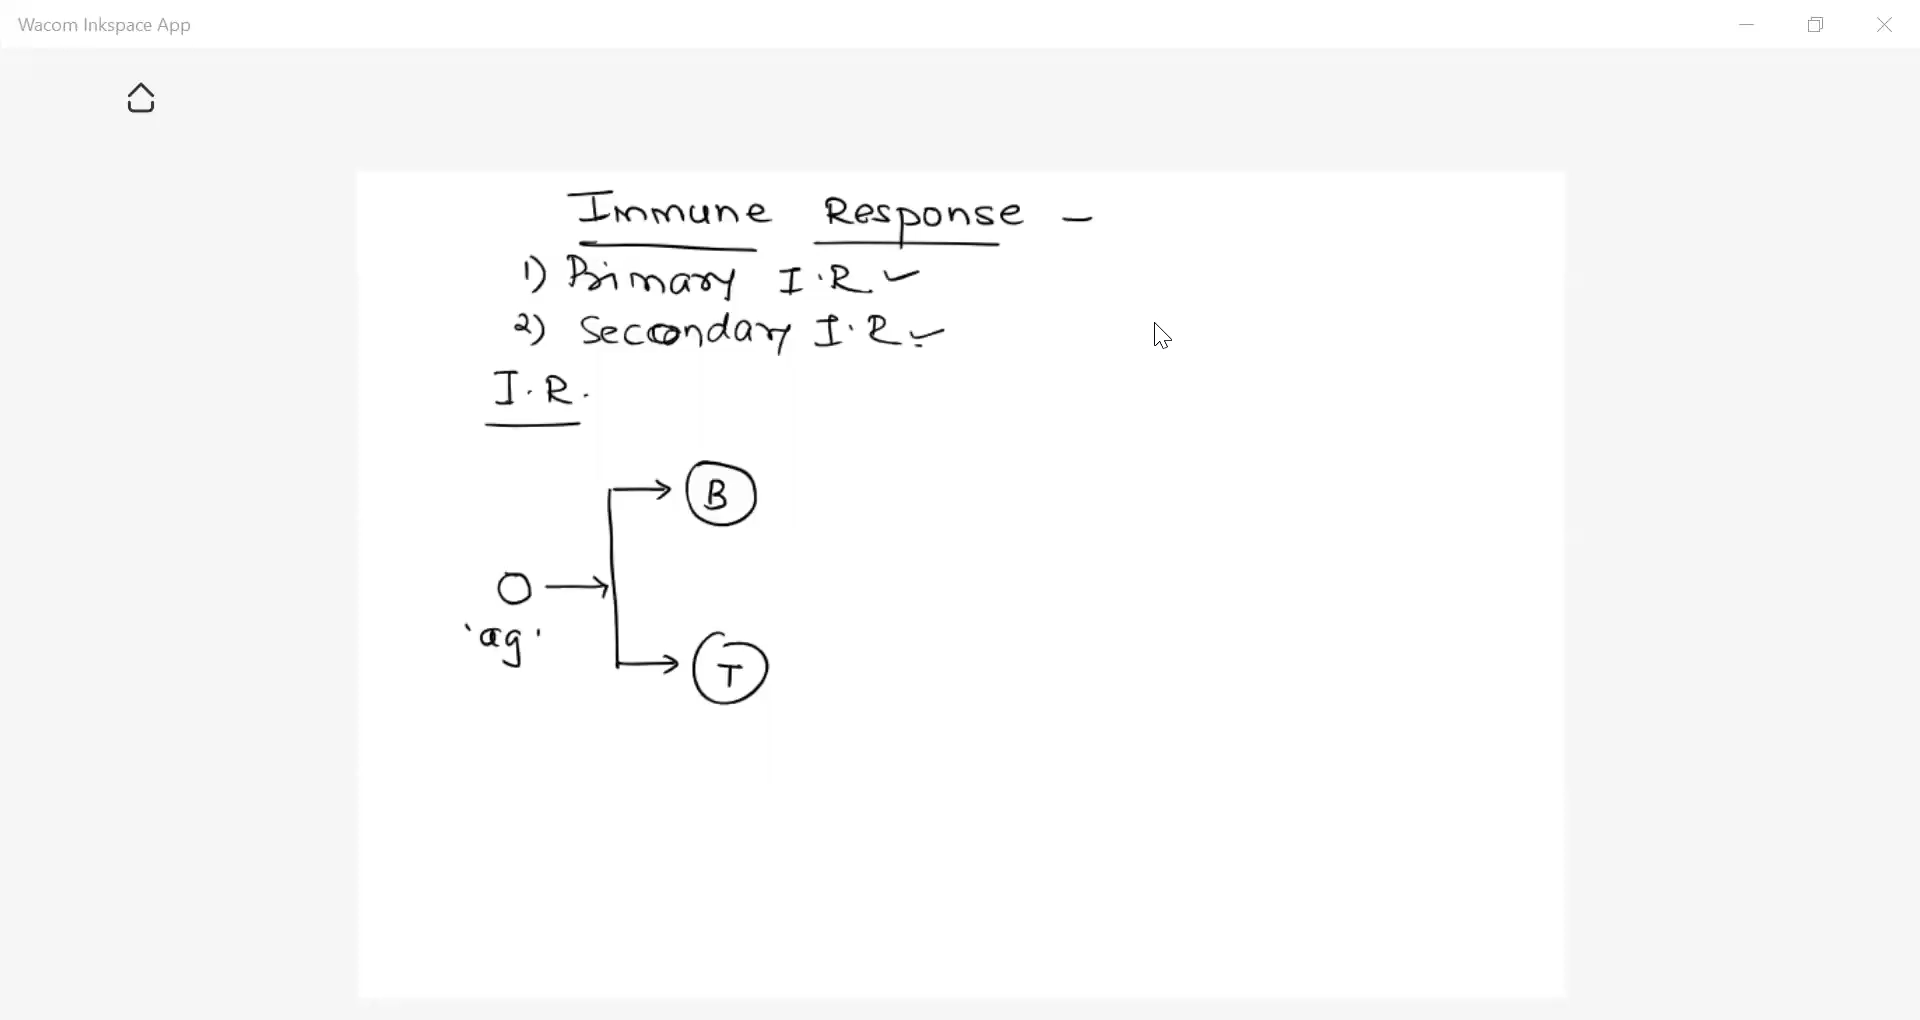 Wacom Inkspace App
Immune Response -
1) Primary I.R ✓
2) Secondary I.R ✓
I.R.
B
'ag'
T